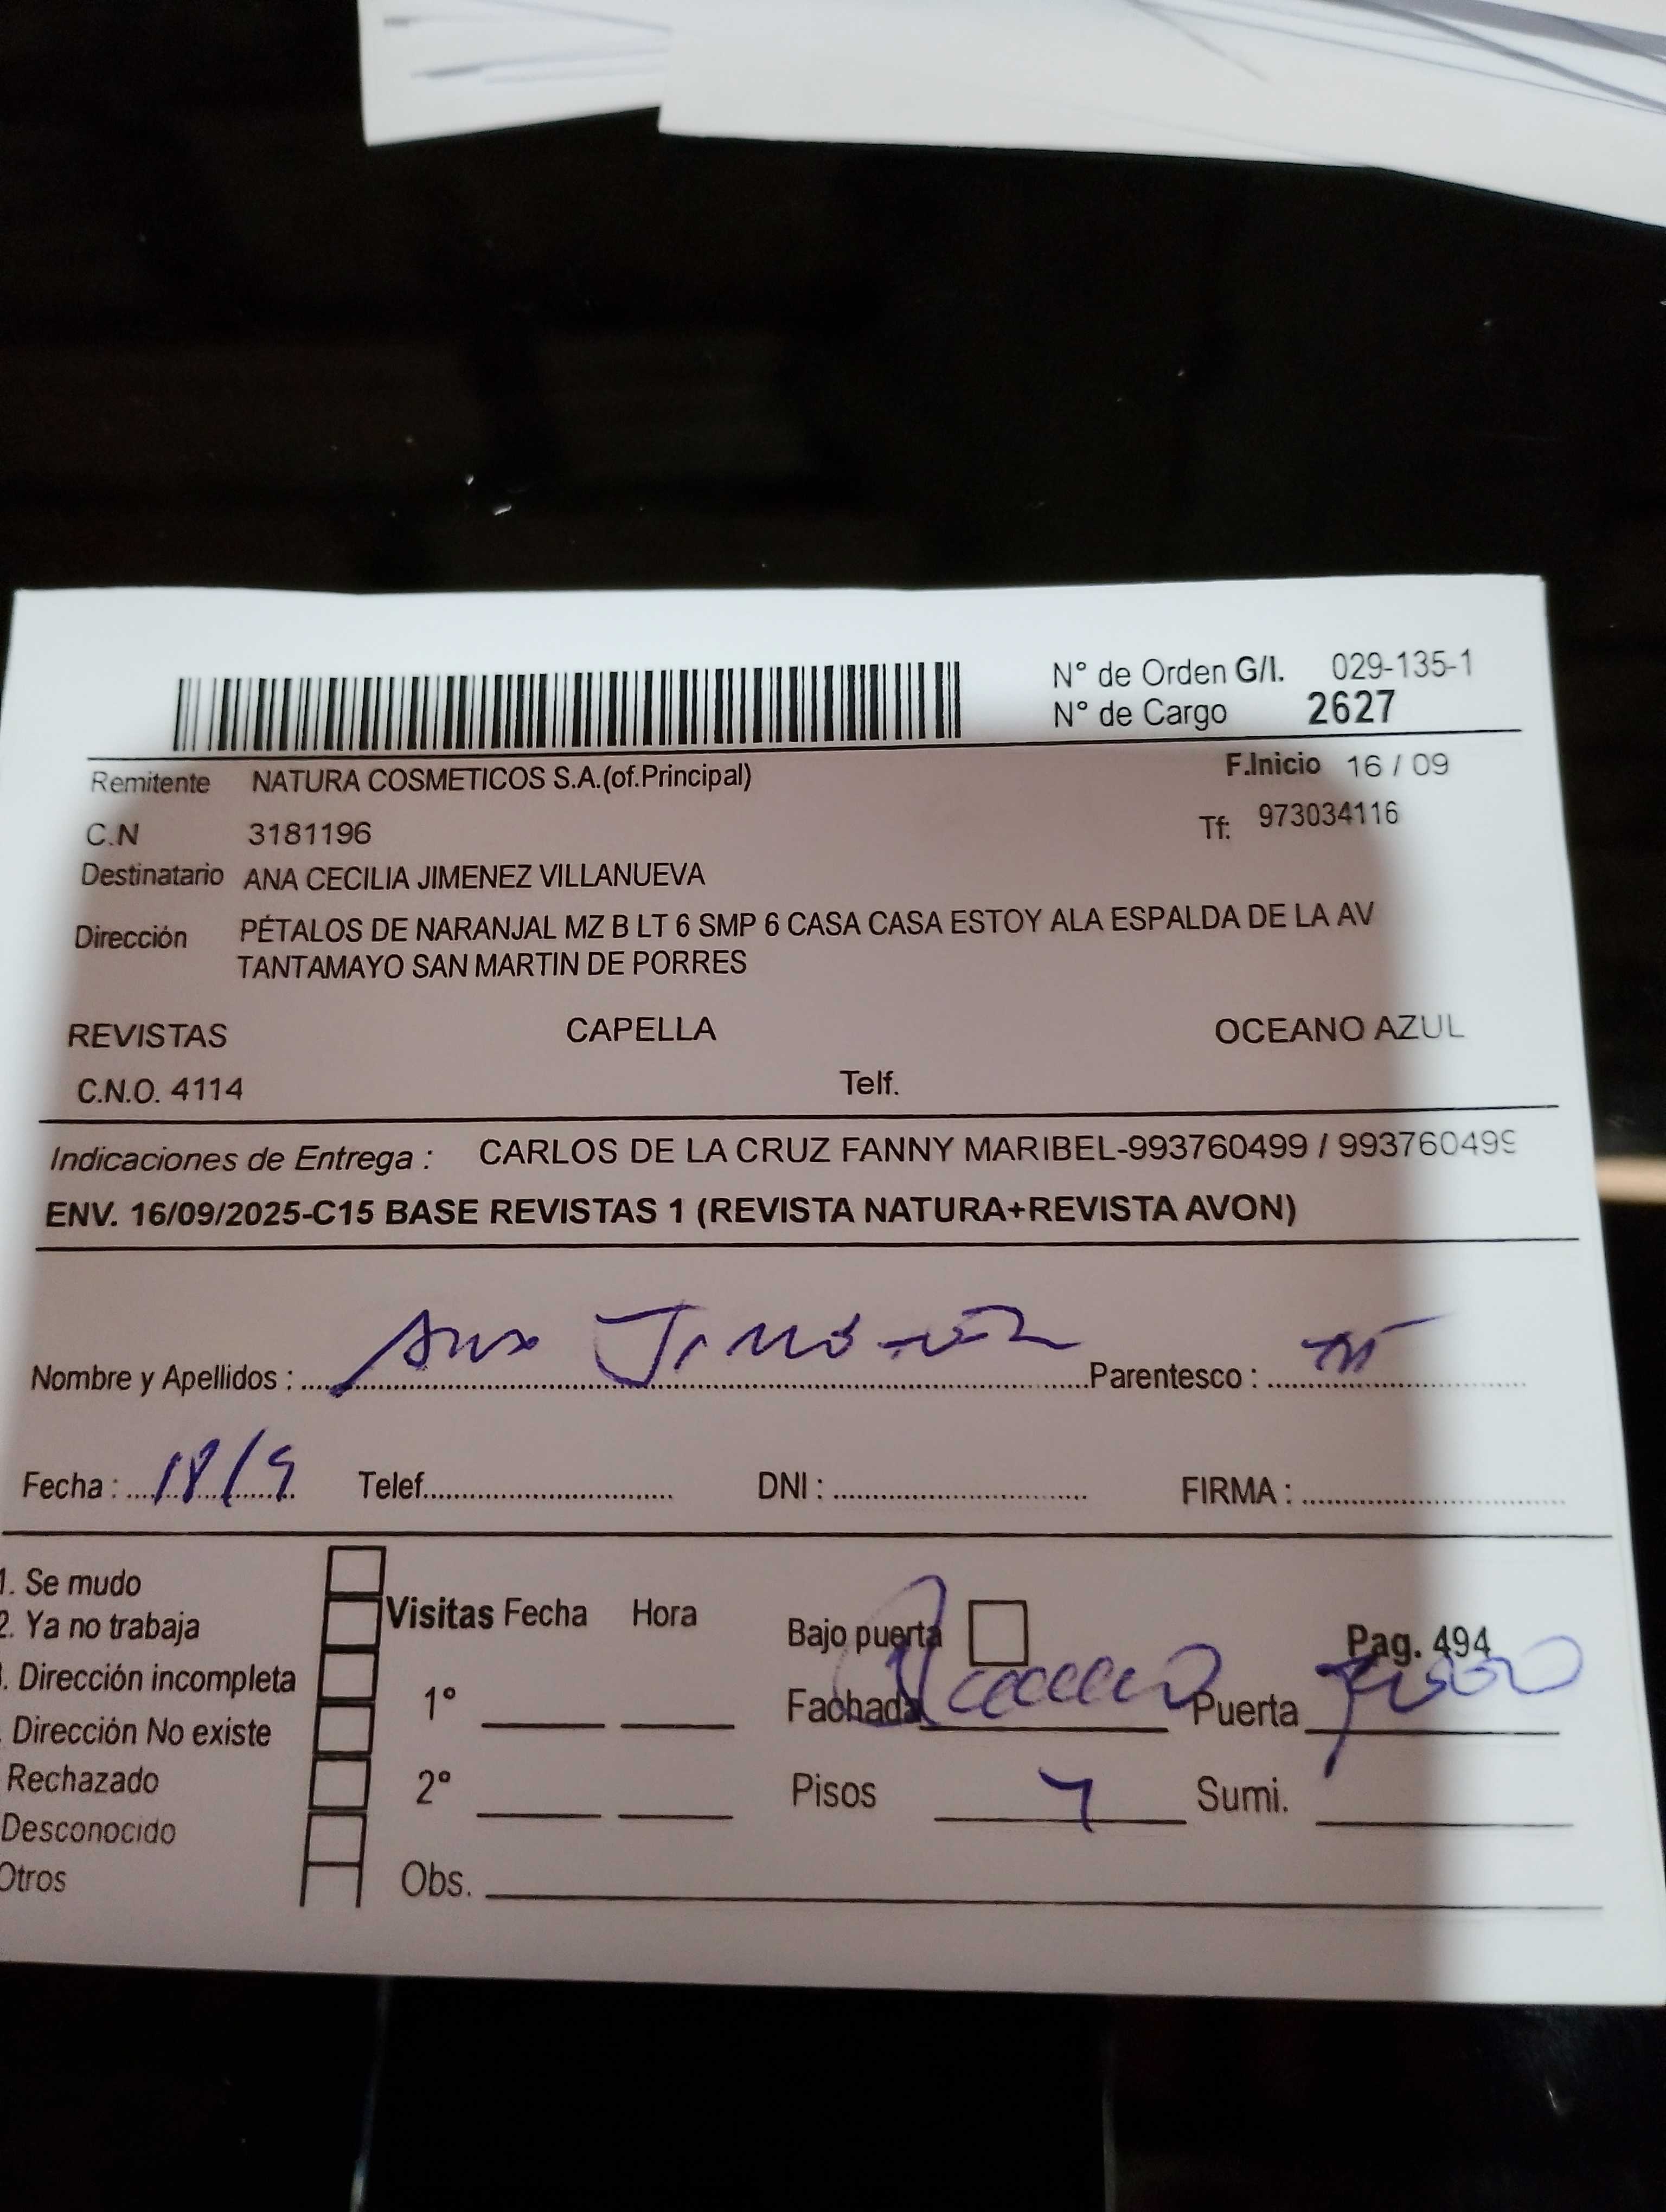 N° de Orden G/I. 029-135-1
N° de Cargo 2627
Remitente NATURA COSMETICOS S.A.(of.Principal) F.Inicio 16 / 09
C.N 3181196 Tf: 973034116
Destinatario ANA CECILIA JIMENEZ VILLANUEVA
Dirección PÉTALOS DE NARANJAL MZ B LT 6 SMP 6 CASA CASA ESTOY ALA ESPALDA DE LA AV
TANTAMAYO SAN MARTIN DE PORRES
REVISTAS CAPELLA OCEANO AZUL
C.N.O. 4114 Telf.
Indicaciones de Entrega : CARLOS DE LA CRUZ FANNY MARIBEL-993760499 / 993760499
ENV. 16/09/2025-C15 BASE REVISTAS 1 (REVISTA NATURA+REVISTA AVON)
Nombre y Apellidos : Ana Jimenez Parentesco :
Fecha : 18/9 Telef. DNI : FIRMA :
1. Se mudo
2. Ya no trabaja Visitas Fecha Hora Bajo puerta Pag. 494
. Dirección incompleta 1° Fachada Puerta
Dirección No existe
Rechazado 2° Pisos Sumi.
Desconocido
Otros Obs.